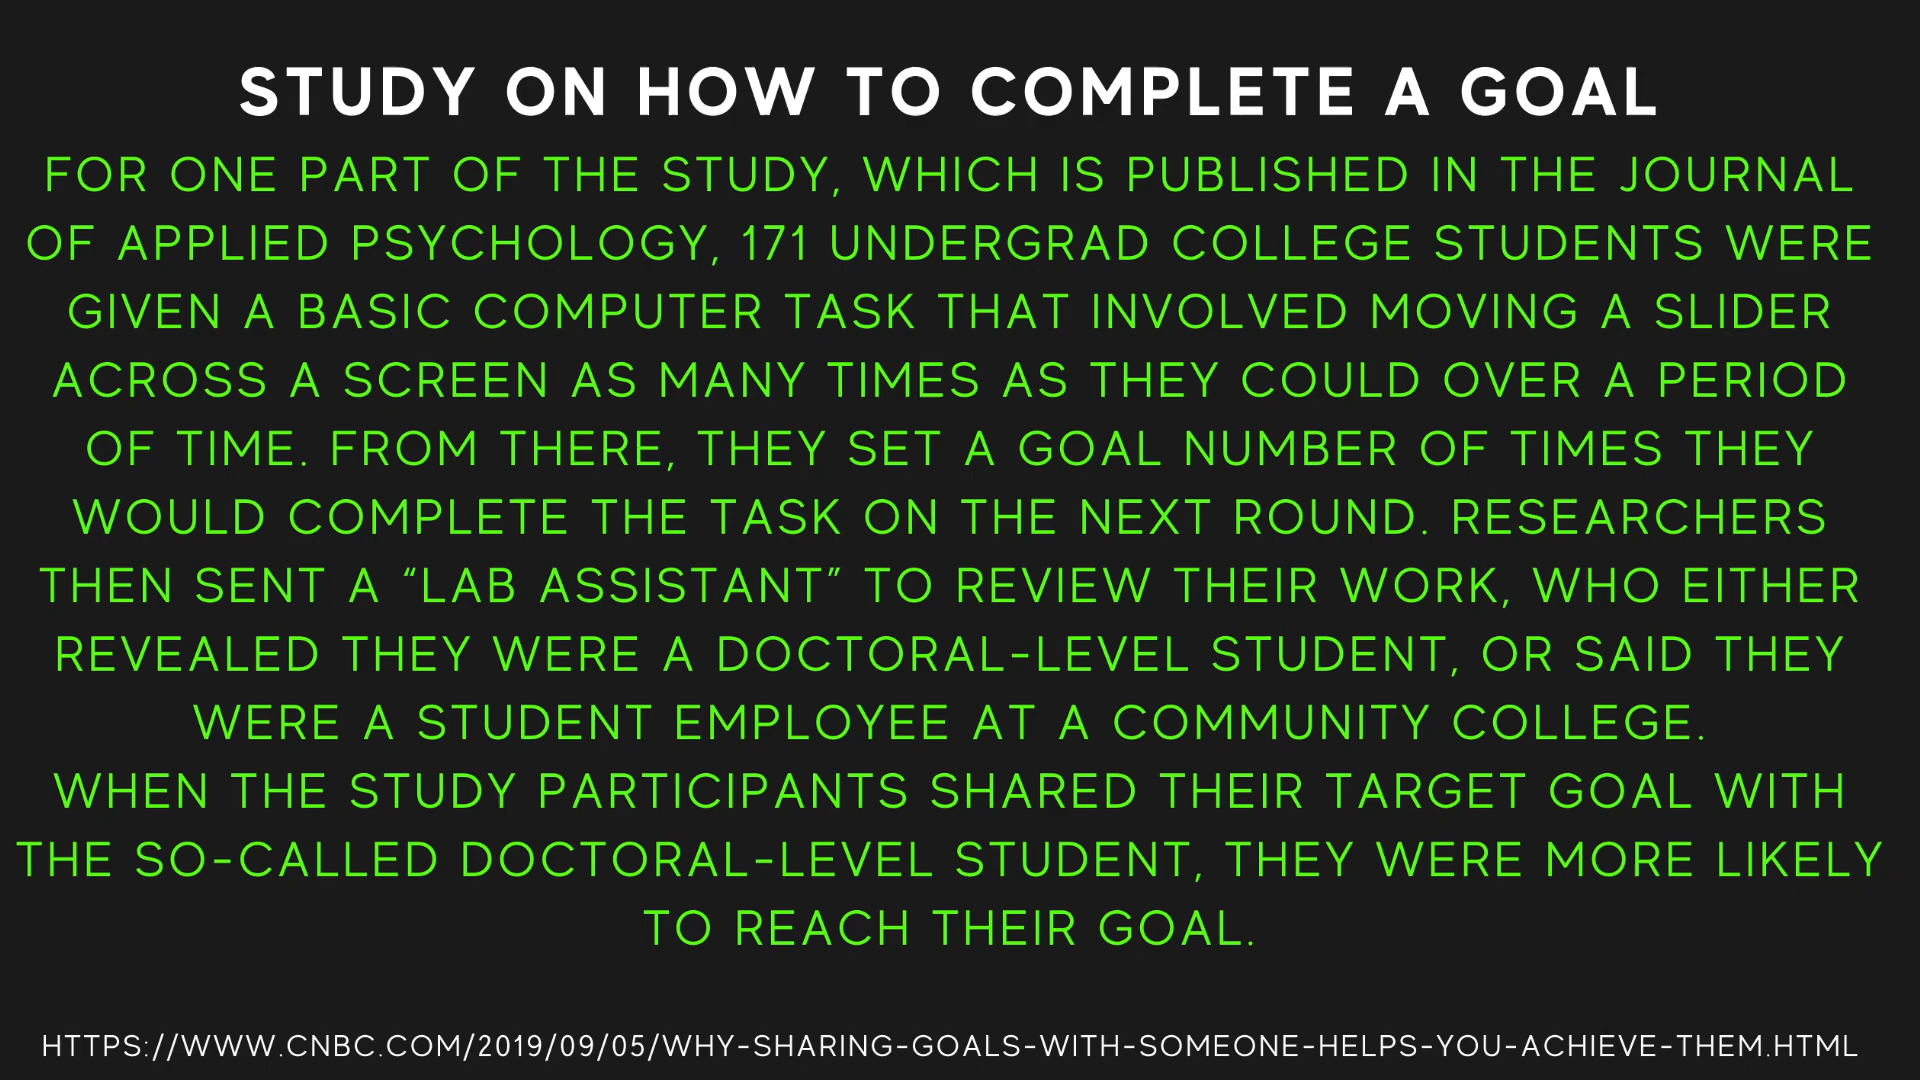 STUDY ON HOW TO COMPLETE A GOAL
FOR ONE PART OF THE STUDY, WHICH IS PUBLISHED IN THE JOURNAL
OF APPLIED PSYCHOLOGY, 171 UNDERGRAD COLLEGE STUDENTS WERE
GIVEN A BASIC COMPUTER TASK THAT INVOLVED MOVING A SLIDER
ACROSS A SCREEN AS MANY TIMES AS THEY COULD OVER A PERIOD
OF TIME. FROM THERE, THEY SET A GOAL NUMBER OF TIMES THEY
WOULD COMPLETE THE TASK ON THE NEXT ROUND. RESEARCHERS
THEN SENT A “LAB ASSISTANT” TO REVIEW THEIR WORK, WHO EITHER
REVEALED THEY WERE A DOCTORAL-LEVEL STUDENT, OR SAID THEY
WERE A STUDENT EMPLOYEE AT A COMMUNITY COLLEGE.
WHEN THE STUDY PARTICIPANTS SHARED THEIR TARGET GOAL WITH
THE SO-CALLED DOCTORAL-LEVEL STUDENT, THEY WERE MORE LIKELY
TO REACH THEIR GOAL.
HTTPS://WWW.CNBC.COM/2019/09/05/WHY-SHARING-GOALS-WITH-SOMEONE-HELPS-YOU-ACHIEVE-THEM.HTML